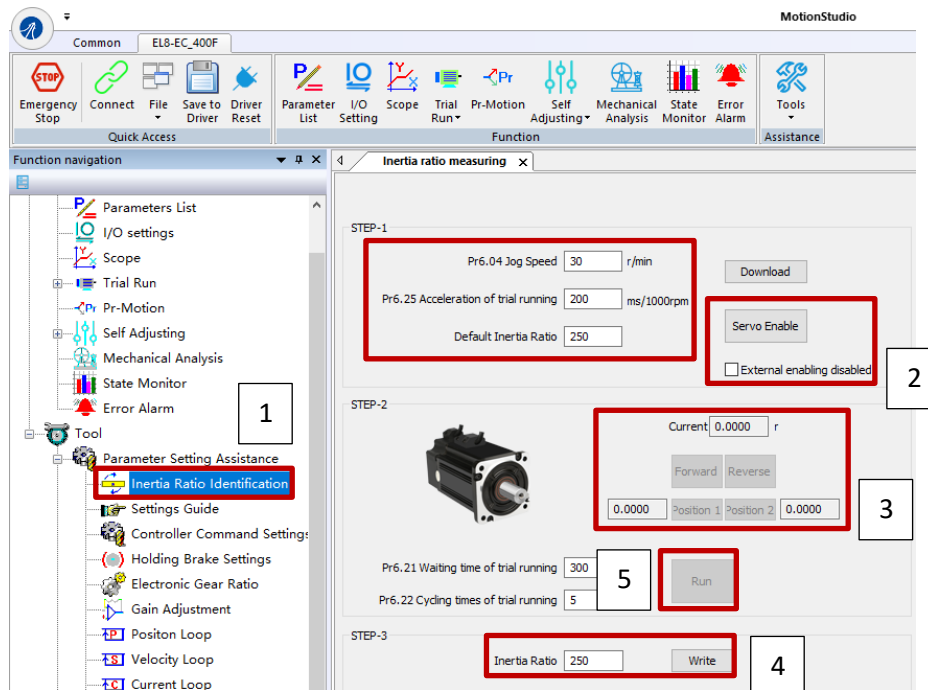 MotionStudio
Common EL8-EC_400F
STOP
Emergency Stop
Connect
File
Save to Driver
Driver Reset
Parameter List
I/O Setting
Scope
Trial Run
Pr-Motion
Self Adjusting
Mechanical Analysis
State Monitor
Error Alarm
Tools
Quick Access Function Assistance
Function navigation
Parameters List
I/O settings
Scope
Trial Run
Pr-Motion
Self Adjusting
Mechanical Analysis
State Monitor
Error Alarm
1
Tool
Parameter Setting Assistance
Inertia Ratio Identification
Settings Guide
Controller Command Settings
Holding Brake Settings
Electronic Gear Ratio
Gain Adjustment
Positon Loop
Velocity Loop
Current Loop
Inertia ratio measuring x
STEP-1
Pr6.04 Jog Speed 30 r/min
Pr6.25 Acceleration of trial running 200 ms/1000rpm
Default Inertia Ratio 250
Download
Servo Enable
External enabling disabled
2
STEP-2
Current 0.0000 r
Forward Reverse
0.0000 Position 1 Position 2 0.0000
3
Pr6.21 Waiting time of trial running 300
Pr6.22 Cycling times of trial running 5
5
Run
STEP-3
Inertia Ratio 250 Write
4